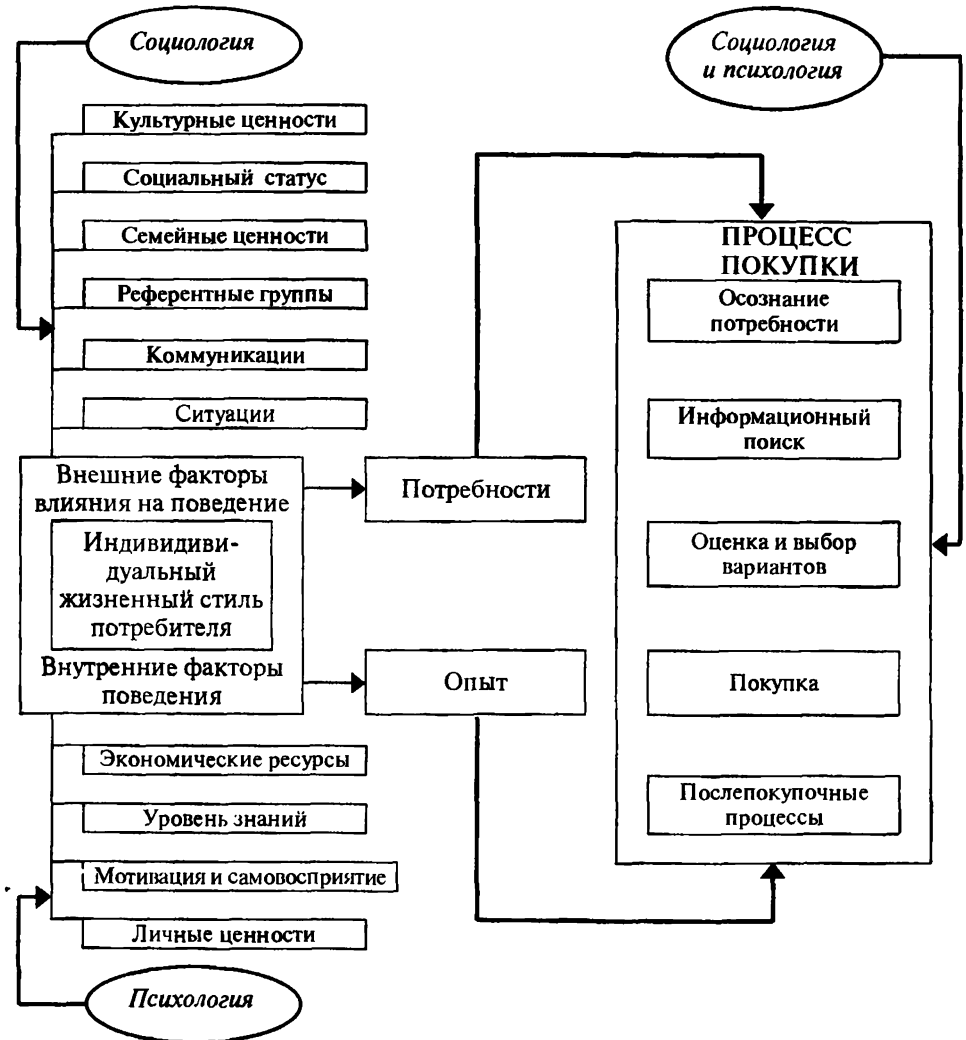 Социология
Социология
и психология
Культурные ценности
Социальный статус
Семейные ценности
Референтные группы
Коммуникации
Ситуации
Внешние факторы
влияния на поведение
Индивидиви-
дуальный
жизненный стиль
потребителя
Внутренние факторы
поведения
Экономические ресурсы
Уровень знаний
Мотивация и самовосприятие
Личные ценности
Психология
Потребности
Опыт
ПРОЦЕСС
ПОКУПКИ
Осознание
потребности
Информационный
поиск
Оценка и выбор
вариантов
Покупка
Послепокупочные
процессы